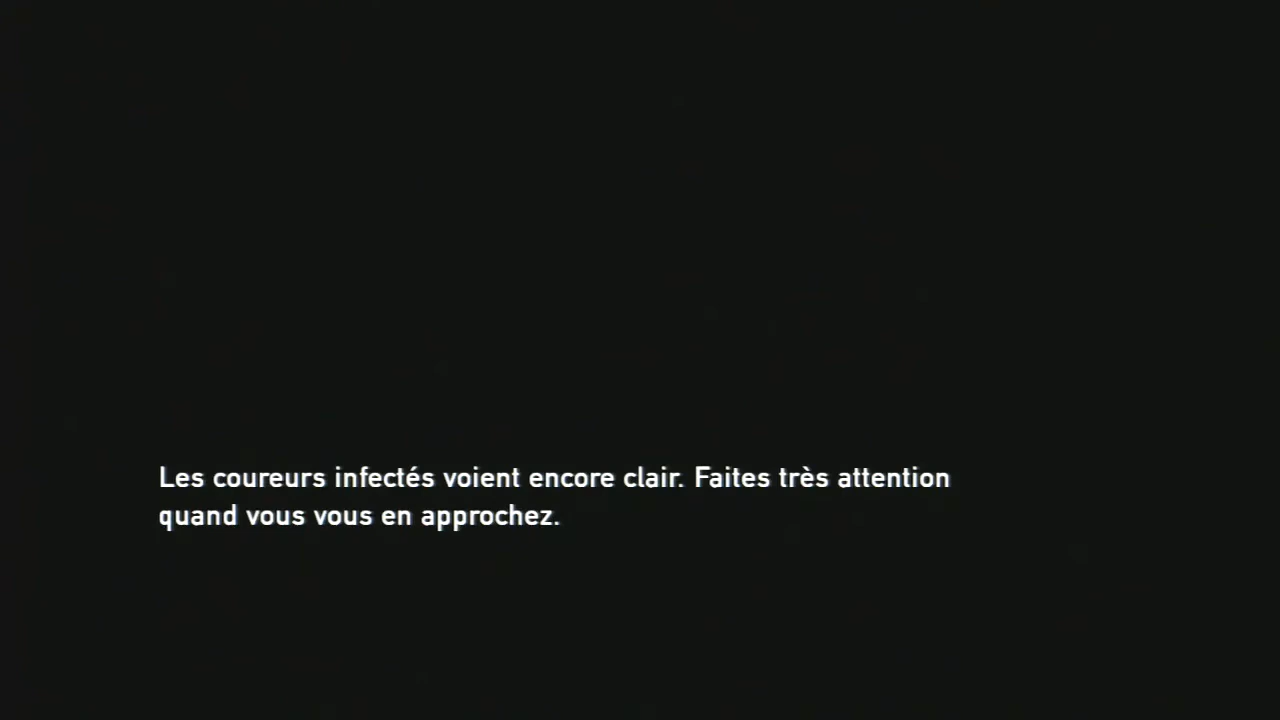 Les coureurs infectés voient encore clair. Faites très attention
quand vous vous en approchez.